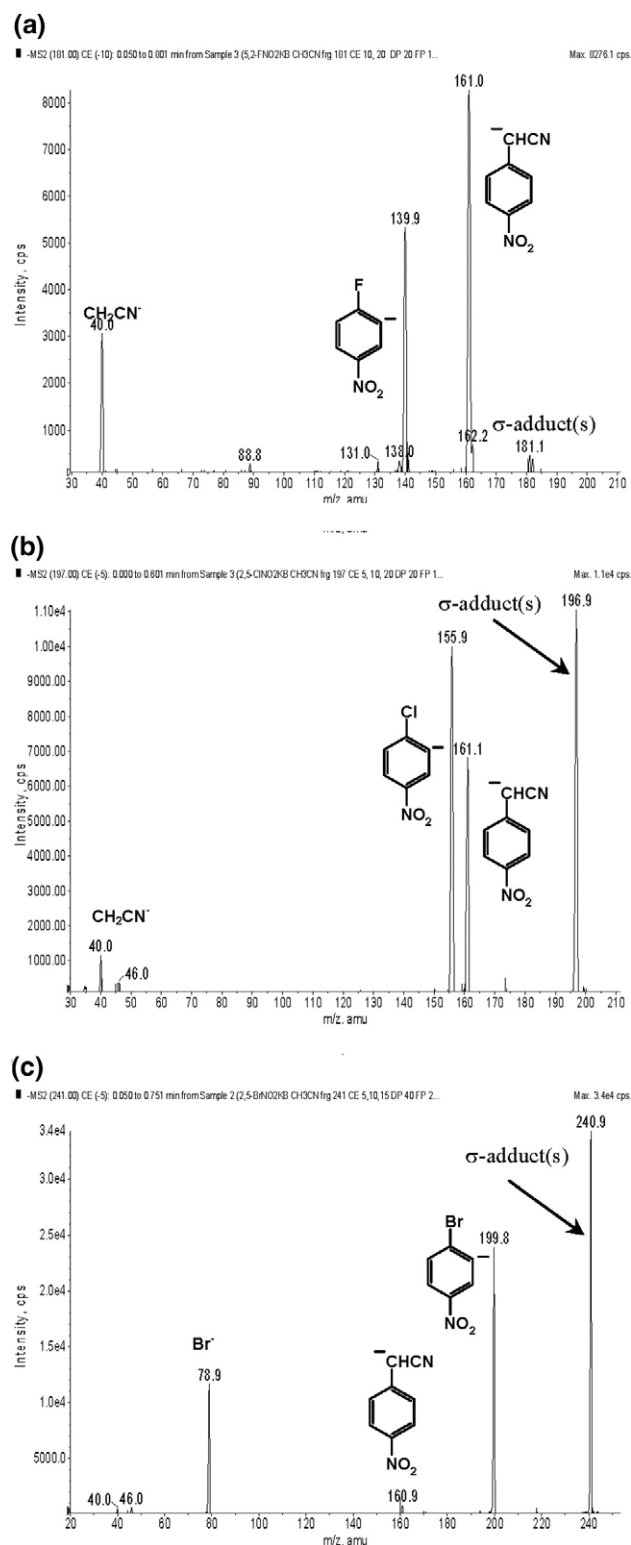 (a)
-MS2 (181.00) CE (-10): 0.050 to 0.801 min from Sample 3 (5,2-FNO2KB CH3CN frg 181 CE 10, 20 DP 20 FP 1... Max. 8276.1 cps.
161.0
8000
−
CHCN
7000
NO2
6000
139.9
5000
F
−
4000
CH2CN-
40.0
3000
NO2
2000
σ-adduct(s)
1000
162.2
181.1
88.8
131.0
138.0
Intensity, cps
30 40 50 60 70 80 90 100 110 120 130 140 150 160 170 180 190 200 210
m/z, amu
(b)
-MS2 (197.00) CE (-5): 0.000 to 0.601 min from Sample 3 (2,5-ClNO2KB CH3CN frg 197 CE 5, 10, 20 DP 20 FP 1... Max. 1.1e4 cps.
σ-adduct(s)
196.9
1.10e4
155.9
1.00e4
9000.00
Cl
8000.00
−
7000.00
161.1
−
CHCN
6000.00
NO2
5000.00
4000.00
NO2
3000.00
CH2CN-
2000.00
40.0
1000.00
46.0
Intensity, cps
30 40 50 60 70 80 90 100 110 120 130 140 150 160 170 180 190 200 210
m/z, amu
(c)
-MS2 (241.00) CE (-5): 0.050 to 0.751 min from Sample 2 (2,5-BrNO2KB CH3CN frg 241 CE 5,10,15 DP 40 FP 2... Max. 3.4e4 cps.
240.9
3.4e4
σ-adduct(s)
3.0e4
Br
199.8
−
2.5e4
2.0e4
NO2
Br-
−
CHCN
1.5e4
78.9
1.0e4
NO2
5000.0
40.0
46.0
160.9
Intensity, cps
20 40 60 80 100 120 140 160 180 200 220 240
m/z, amu